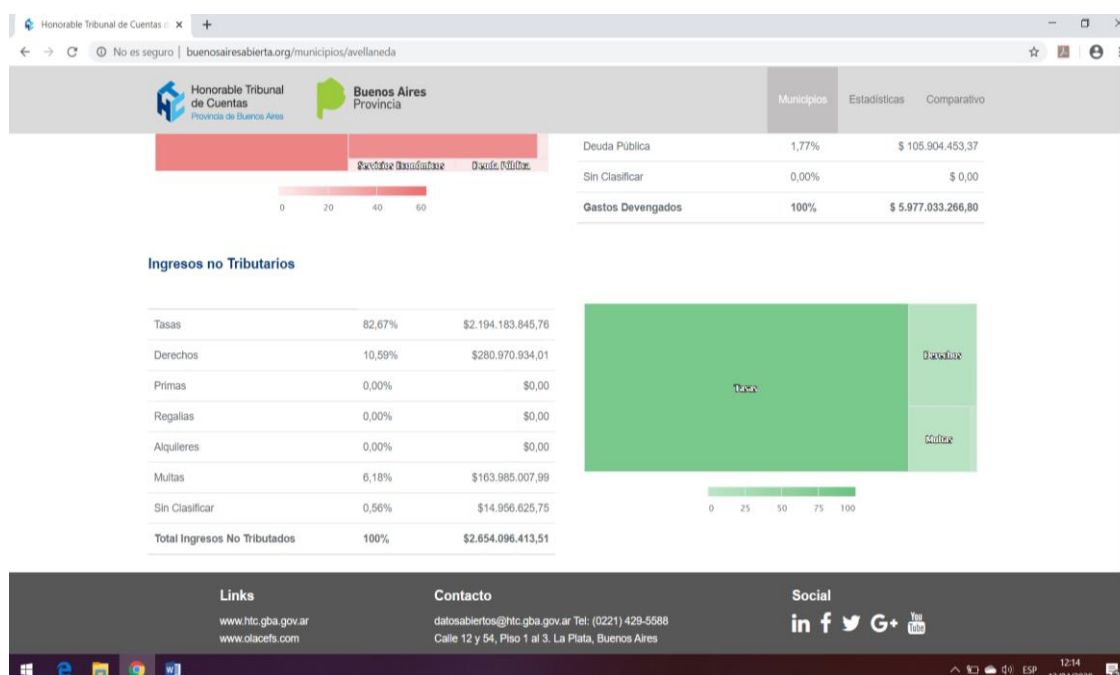 Honorable Tribunal de Cuentas
No es seguro | buenosairesabierta.org/municipios/avellaneda
Honorable Tribunal
de Cuentas
Provincia de Buenos Aires
Buenos Aires
Provincia
Municipios Estadísticas Comparativo
Servicios Económicos Deuda Pública
0 20 40 60
Deuda Pública 1,77% $ 105.904.453,37
Sin Clasificar 0,00% $ 0,00
Gastos Devengados 100% $ 5.977.033.266,80
Ingresos no Tributarios
Tasas 82,67% $2.194.183.845,76
Derechos 10,59% $280.970.934,01
Primas 0,00% $0,00
Regalias 0,00% $0,00
Alquileres 0,00% $0,00
Multas 6,18% $163.985.007,99
Sin Clasificar 0,56% $14.956.625,75
Total Ingresos No Tributados 100% $2.654.096.413,51
Tasas
Derechos
Multas
0 25 50 75 100
Links
www.htc.gba.gov.ar
www.olacefs.com
Contacto
datosabiertos@htc.gba.gov.ar Tel: (0221) 429-5588
Calle 12 y 54, Piso 1 al 3. La Plata, Buenos Aires
Social
in f G+ You Tube
ESP 12:14